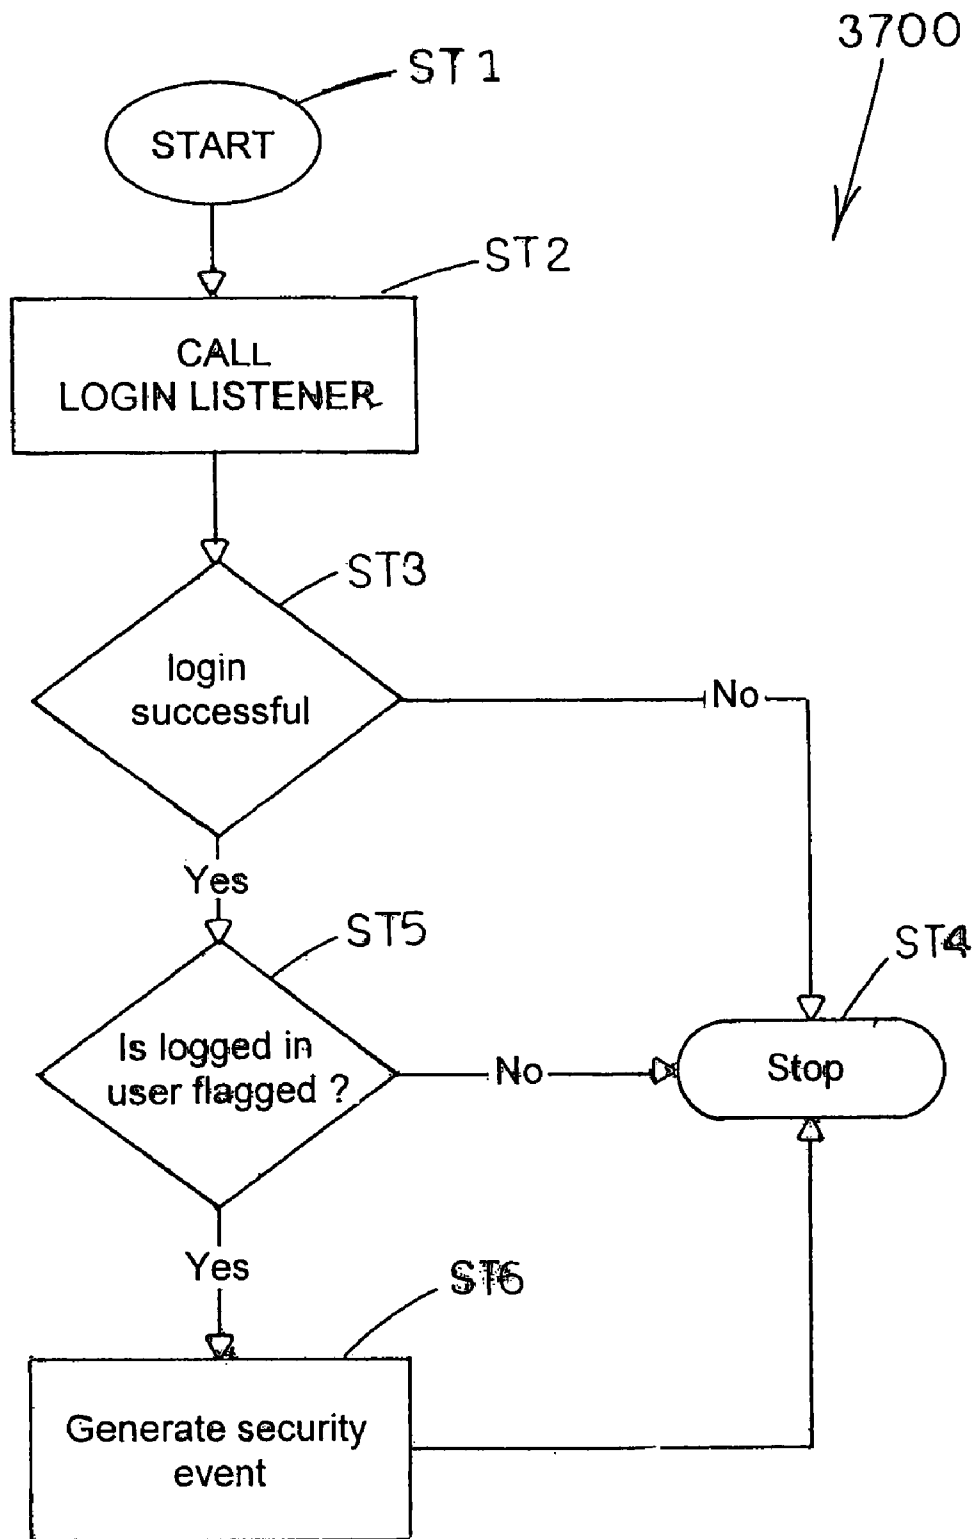 3700
ST1
START
ST2
CALL
LOGIN LISTENER
ST3
login
successful
No
Yes
ST5
ST4
Is logged in
user flagged ?
No
Stop
Yes
ST6
Generate security
event